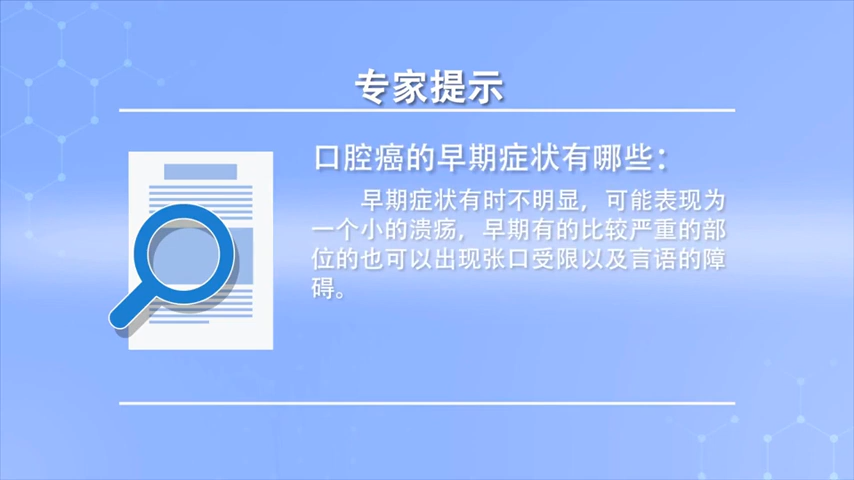 专家提示
口腔癌的早期症状有哪些：
早期症状有时不明显，可能表现为
一个小的溃疡，早期有的比较严重的部
位的也可以出现张口受限以及言语的障
碍。